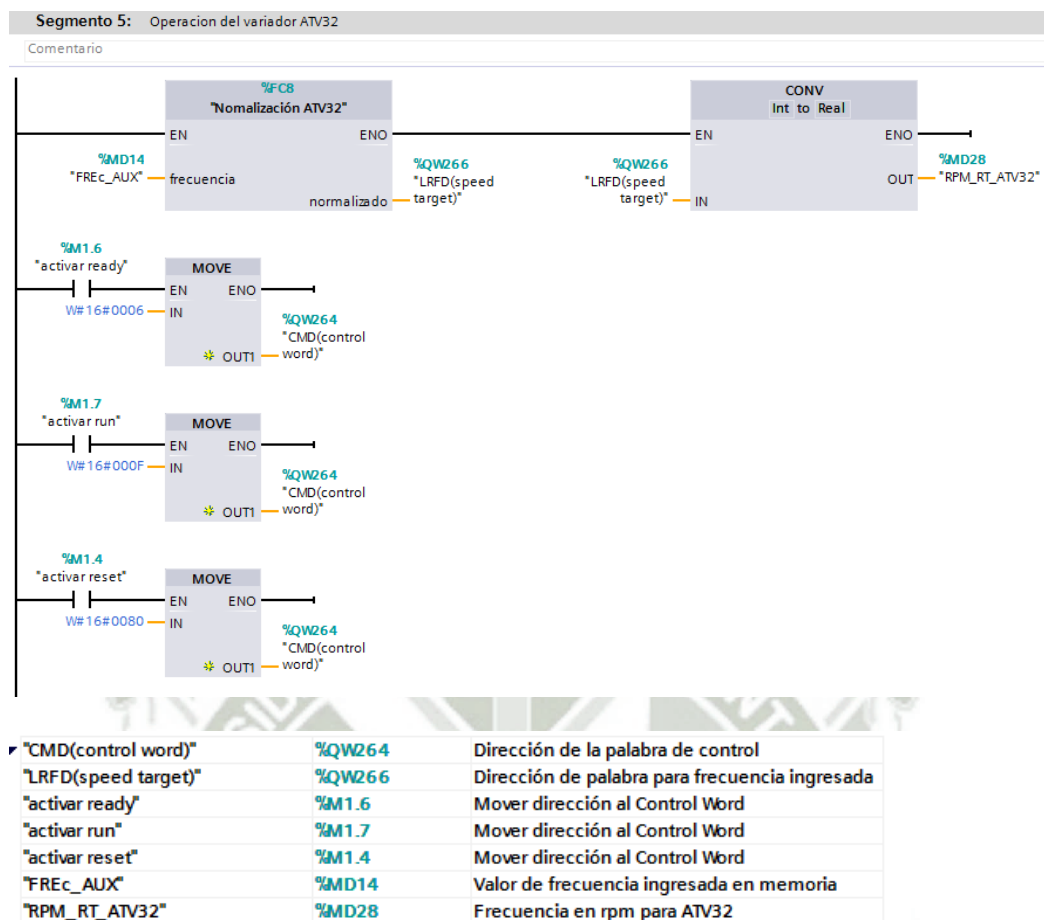 Segmento 5: Operacion del variador ATV32
Comentario
%FC8
"Nomalización ATV32"
EN ENO
%MD14
"FREc_AUX"
frecuencia
normalizado
%QW266
"LRFD(speed
target)"
CONV
Int to Real
EN ENO
%QW266
"LRFD(speed
target)"
IN
OUT
%MD28
"RPM_RT_ATV32"
%M1.6
"activar ready"
MOVE
EN ENO
W#16#0006
IN
OUT1
%QW264
"CMD(control
word)"
%M1.7
"activar run"
MOVE
EN ENO
W#16#000F
IN
OUT1
%QW264
"CMD(control
word)"
%M1.4
"activar reset"
MOVE
EN ENO
W#16#0080
IN
OUT1
%QW264
"CMD(control
word)"
"CMD(control word)" %QW264 Dirección de la palabra de control
"LRFD(speed target)" %QW266 Dirección de palabra para frecuencia ingresada
"activar ready" %M1.6 Mover dirección al Control Word
"activar run" %M1.7 Mover dirección al Control Word
"activar reset" %M1.4 Mover dirección al Control Word
"FREc_AUX" %MD14 Valor de frecuencia ingresada en memoria
"RPM_RT_ATV32" %MD28 Frecuencia en rpm para ATV32